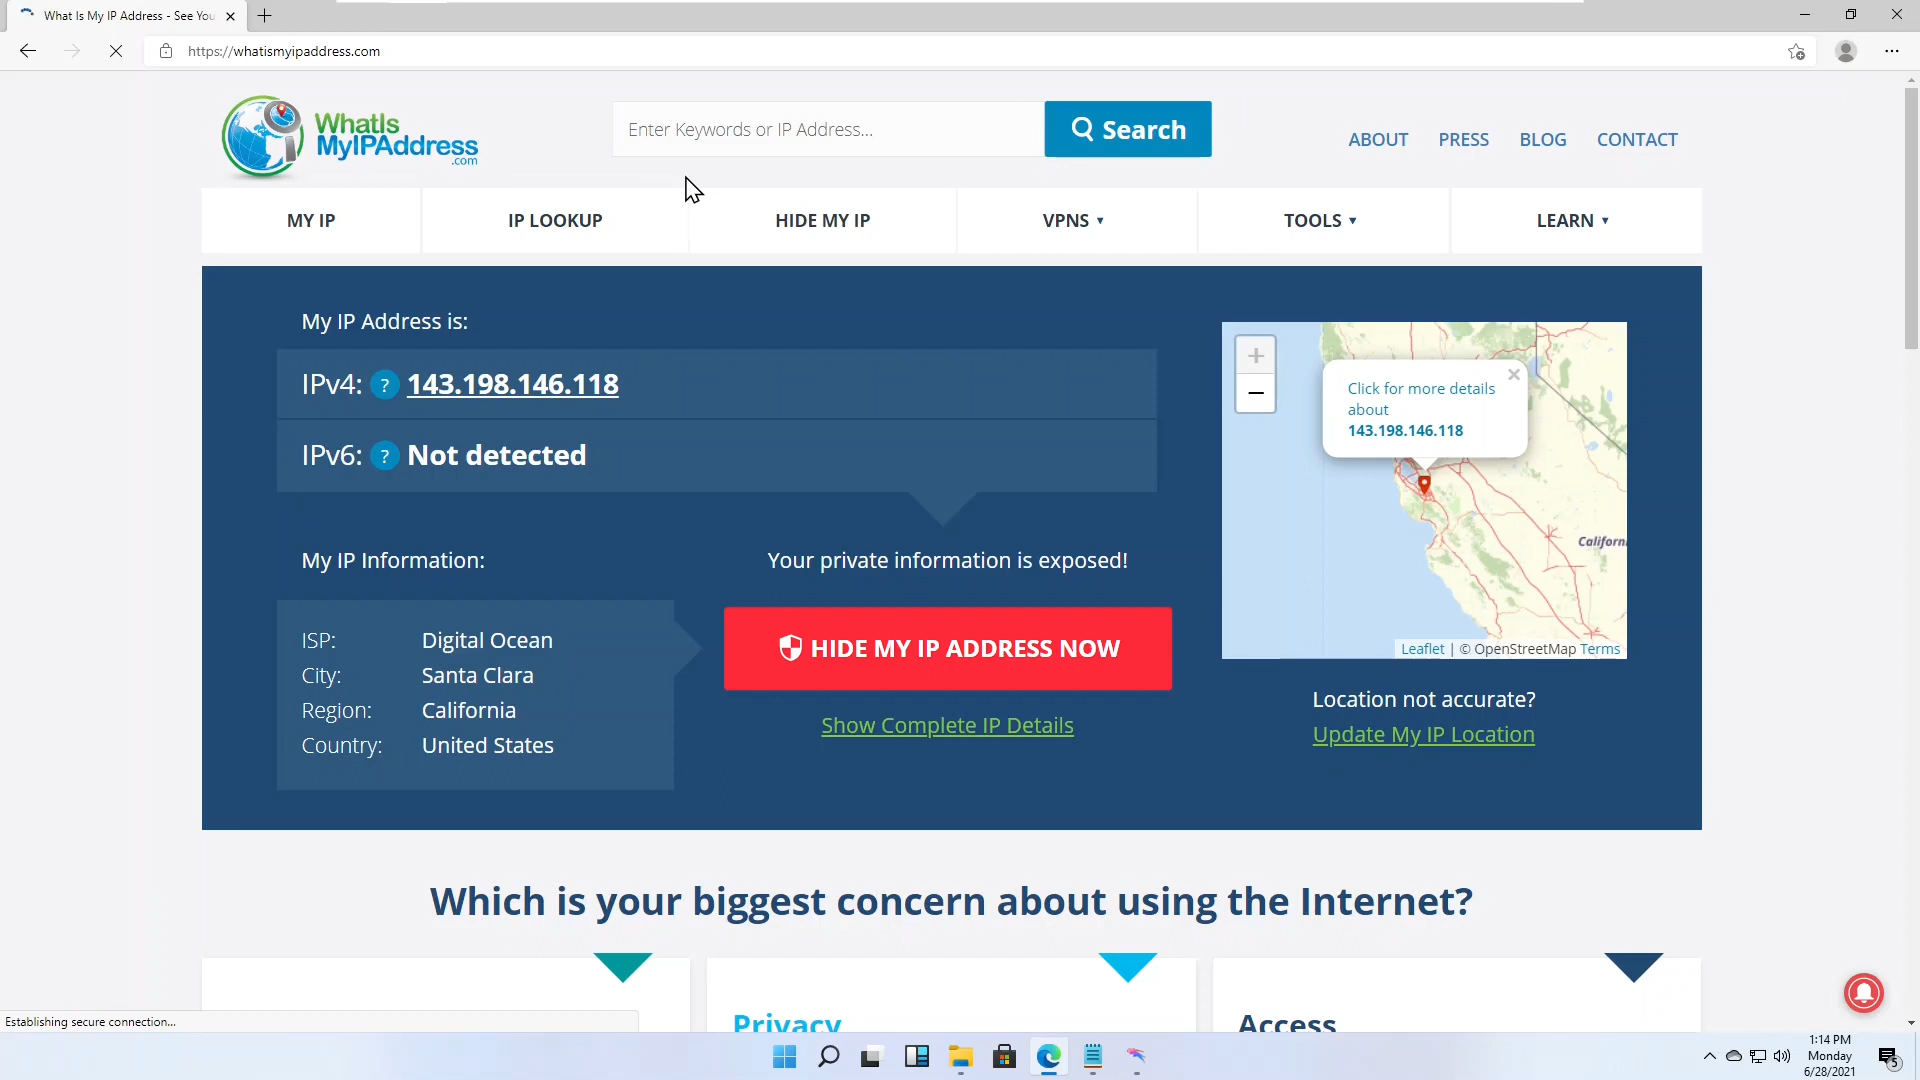 What Is My IP Address - See You
https://whatismyipaddress.com
WhatIs
MyIPAddress
.com
Enter Keywords or IP Address...
Search
ABOUT
PRESS
BLOG
CONTACT
MY IP
IP LOOKUP
HIDE MY IP
VPNS
TOOLS
LEARN
My IP Address is:
IPv4: ? 143.198.146.118
IPv6: ? Not detected
+
−
×
Click for more details
about
143.198.146.118
Californ
Leaflet | © OpenStreetMap Terms
My IP Information:
Your private information is exposed!
ISP: Digital Ocean
City: Santa Clara
Region: California
Country: United States
HIDE MY IP ADDRESS NOW
Show Complete IP Details
Location not accurate?
Update My IP Location
Which is your biggest concern about using the Internet?
Privacy
Access
Establishing secure connection...
1:14 PM
Monday
6/28/2021
5